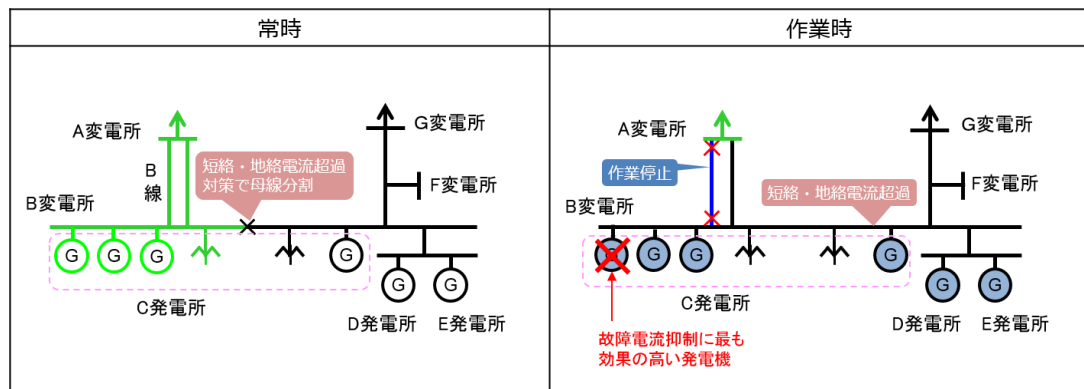 常時
作業時
A変電所
B
線
短絡・地絡電流超過
対策で母線分割
G変電所
F変電所
B変電所
G
G
G
G
C発電所
G
G
D発電所
E発電所
A変電所
作業停止
短絡・地絡電流超過
G変電所
F変電所
B変電所
G
G
G
G
C発電所
G
G
D発電所
E発電所
故障電流抑制に最も
効果の高い発電機